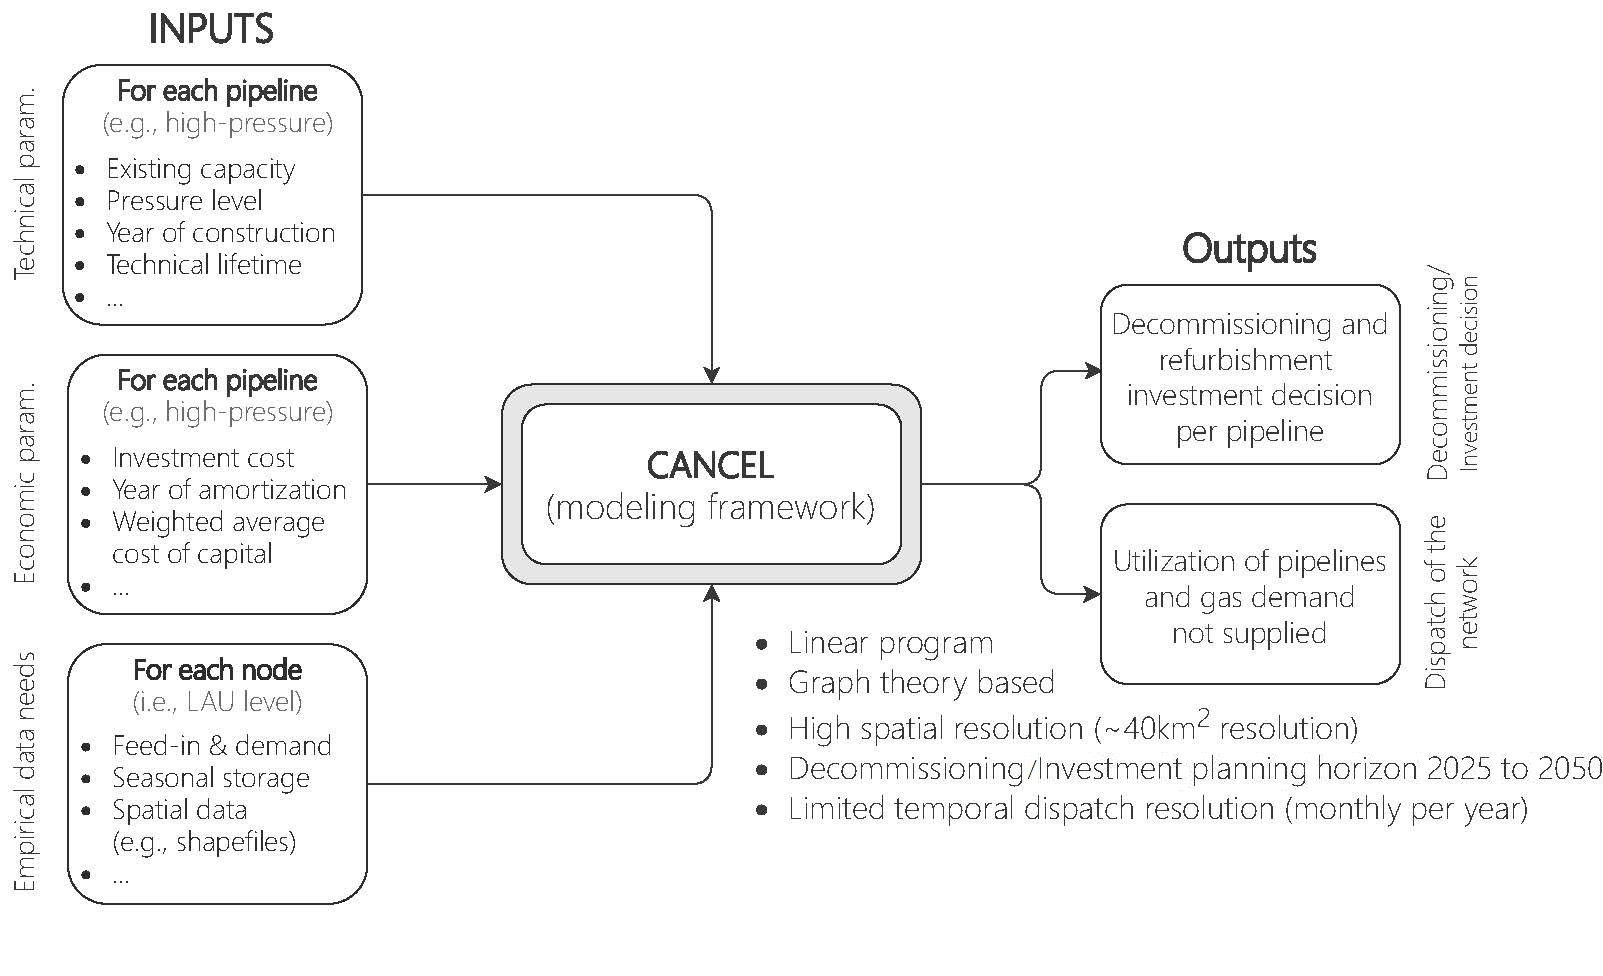 INPUTS
Technical param.
For each pipeline
(e.g., high-pressure)
• Existing capacity
• Pressure level
• Year of construction
• Technical lifetime
• ...
Economic param.
For each pipeline
(e.g., high-pressure)
• Investment cost
• Year of amortization
• Weighted average
cost of capital
• ...
Empirical data needs
For each node
(i.e., LAU level)
• Feed-in & demand
• Seasonal storage
• Spatial data
(e.g., shapefiles)
• ...
CANCEL
(modeling framework)
• Linear program
• Graph theory based
• High spatial resolution (~40km² resolution)
• Decommissioning/Investment planning horizon 2025 to 2050
• Limited temporal dispatch resolution (monthly per year)
Outputs
Decommissioning and
refurbishment
investment decision
per pipeline
Decommissioning/
Investment decision
Utilization of pipelines
and gas demand
not supplied
Dispatch of the
network